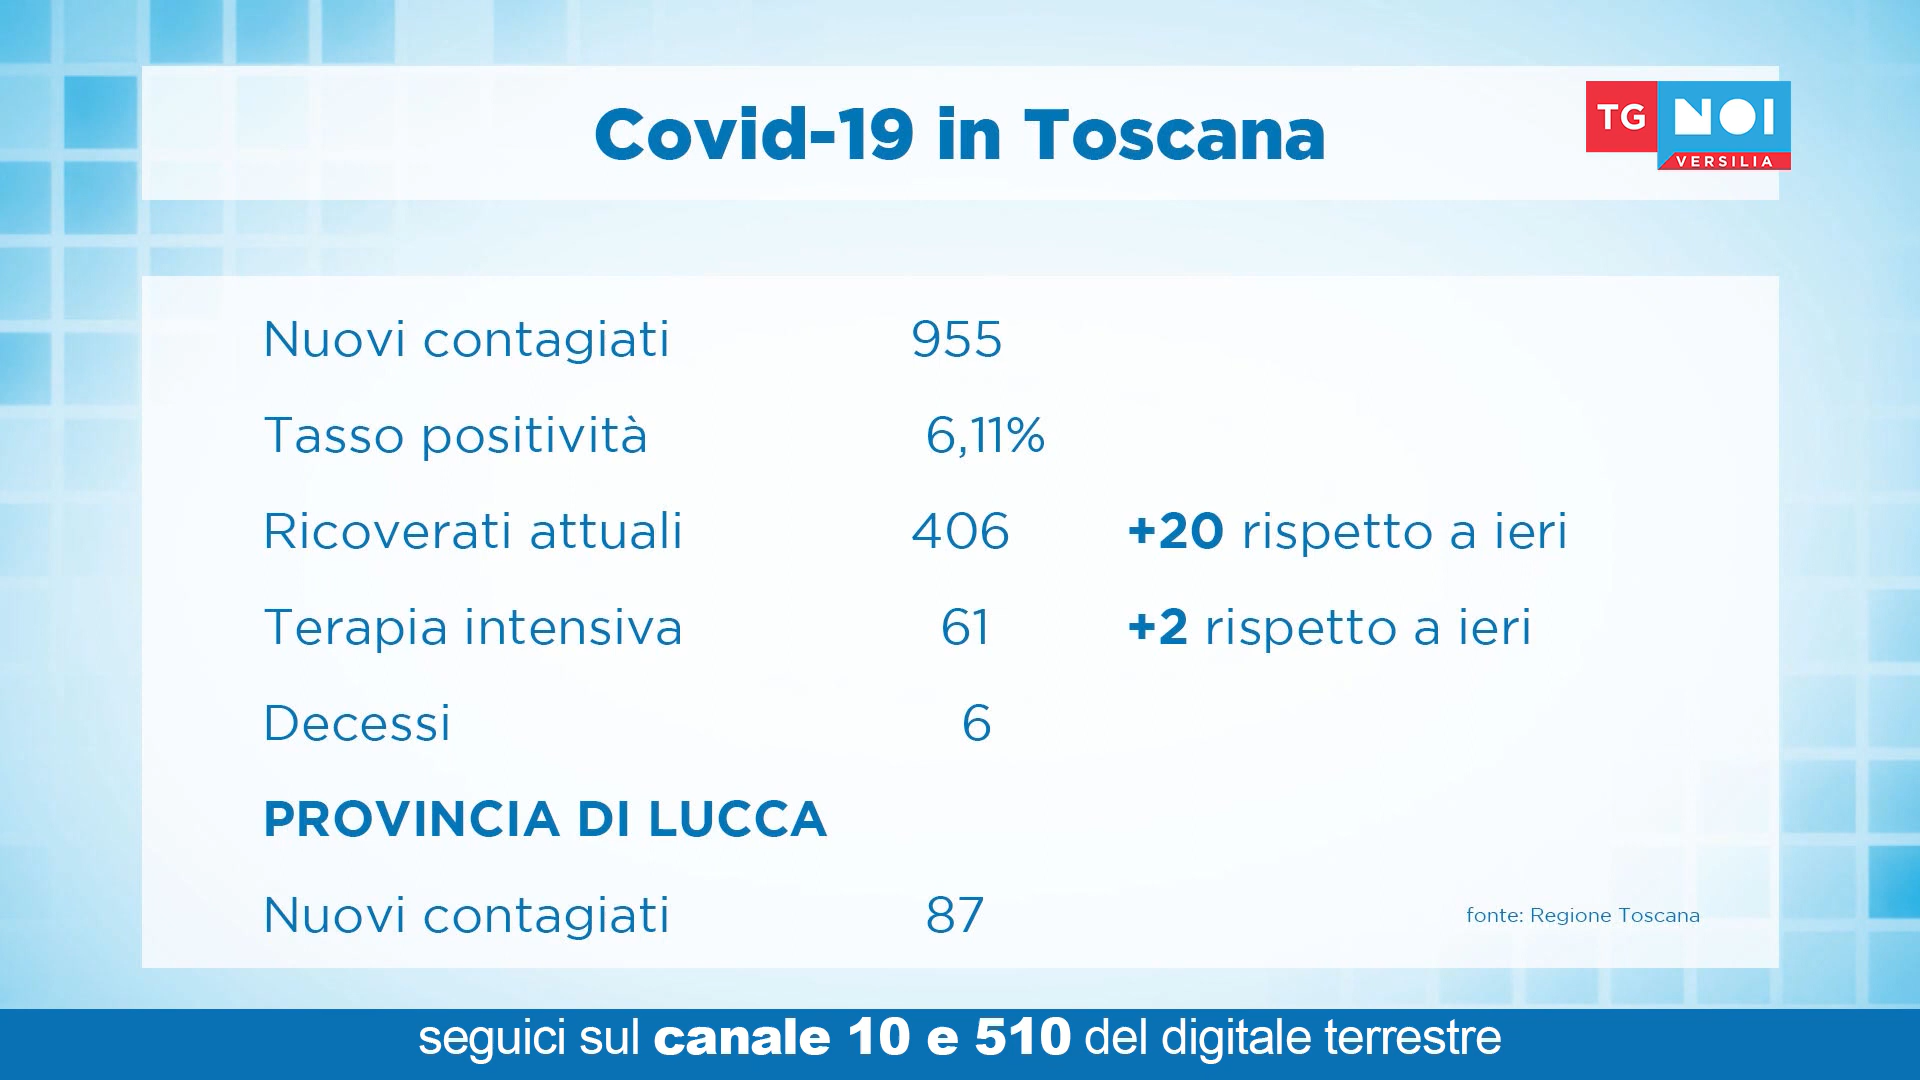 Covid-19 in Toscana
TG NOI
VERSILIA
Nuovi contagiati 955
Tasso positività 6,11%
Ricoverati attuali 406 +20 rispetto a ieri
Terapia intensiva 61 +2 rispetto a ieri
Decessi 6
PROVINCIA DI LUCCA
Nuovi contagiati 87
fonte: Regione Toscana
seguici sul canale 10 e 510 del digitale terrestre